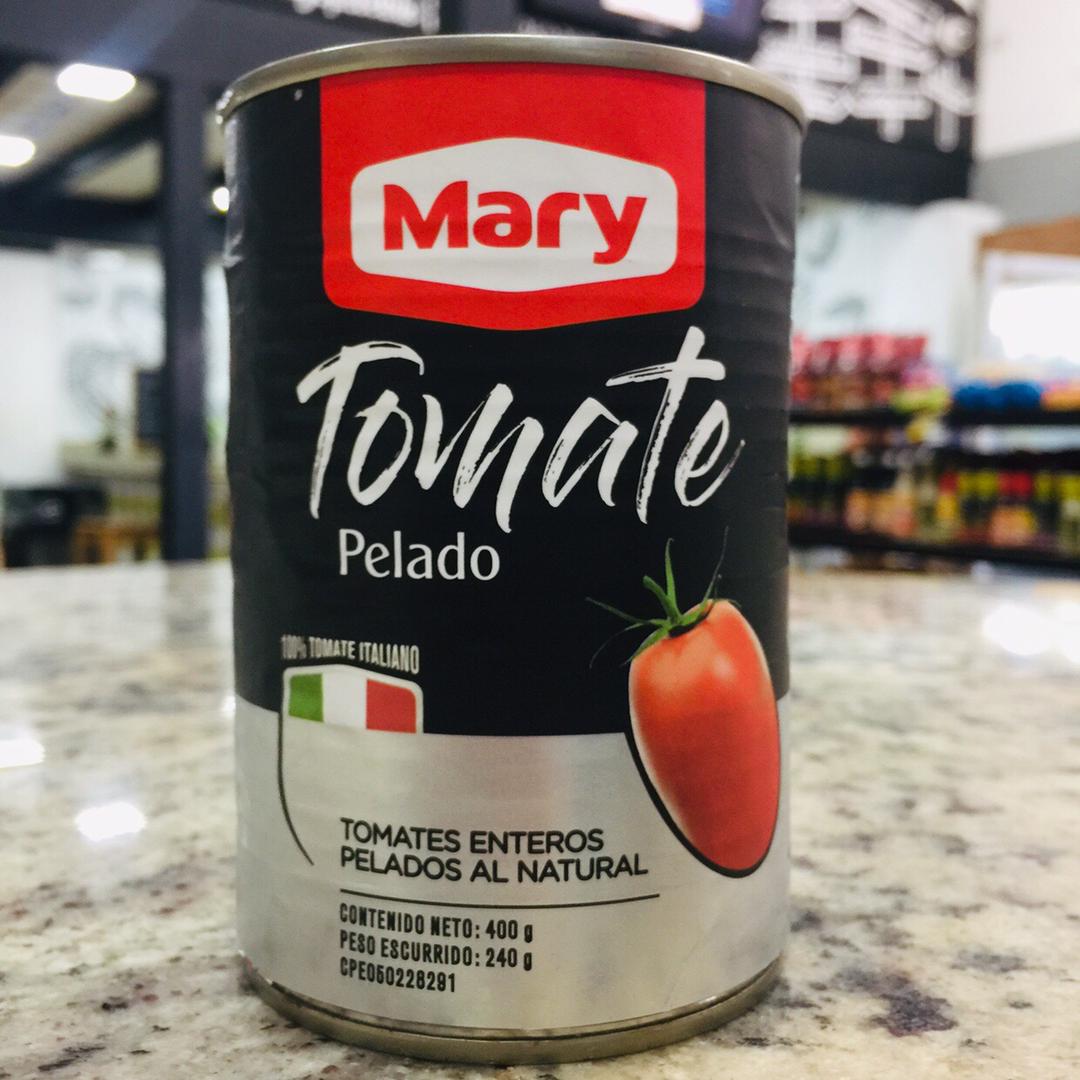 Mary
Tomate
Pelado
100% TOMATE ITALIANO
TOMATES ENTEROS
PELADOS AL NATURAL
CONTENIDO NETO: 400 g
PESO ESCURRIDO: 240 g
CPE050228291